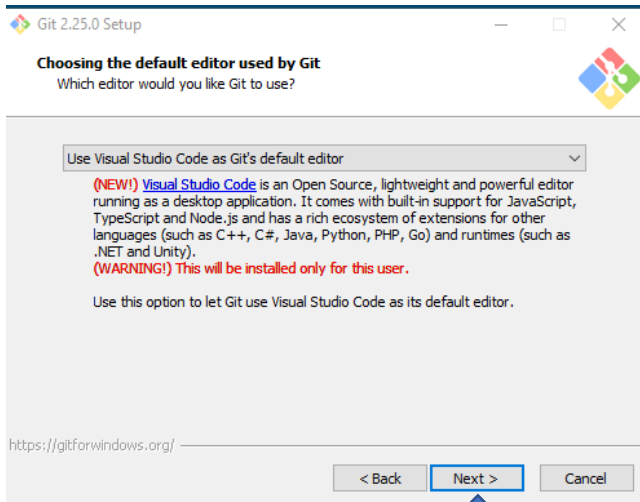 Git 2.25.0 Setup
Choosing the default editor used by Git
Which editor would you like Git to use?
Use Visual Studio Code as Git's default editor
(NEW!) Visual Studio Code is an Open Source, lightweight and powerful editor
running as a desktop application. It comes with built-in support for JavaScript,
TypeScript and Node.js and has a rich ecosystem of extensions for other
languages (such as C++, C#, Java, Python, PHP, Go) and runtimes (such as
.NET and Unity).
(WARNING!) This will be installed only for this user.
Use this option to let Git use Visual Studio Code as its default editor.
https://gitforwindows.org/
< Back Next > Cancel